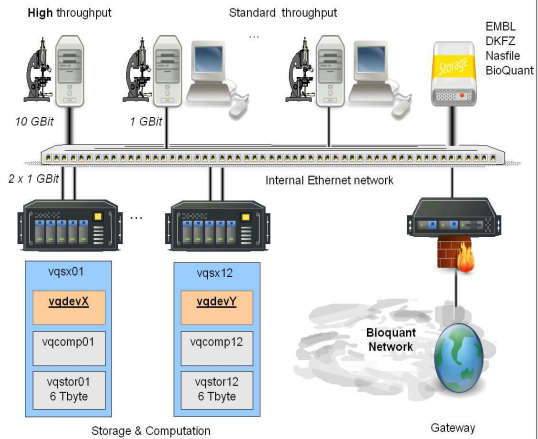 High throughput
Standard throughput
...
EMBL
DKFZ
Nasfile
BioQuant
Storage
10 GBit
1 GBit
2 x 1 GBit
Internal Ethernet network
...
vqsx01
vqdevX
vqcomp01
vqstor01
6 Tbyte
vqsx12
vqdevY
vqcomp12
vqstor12
6 Tbyte
Bioquant
Network
Storage & Computation
Gateway